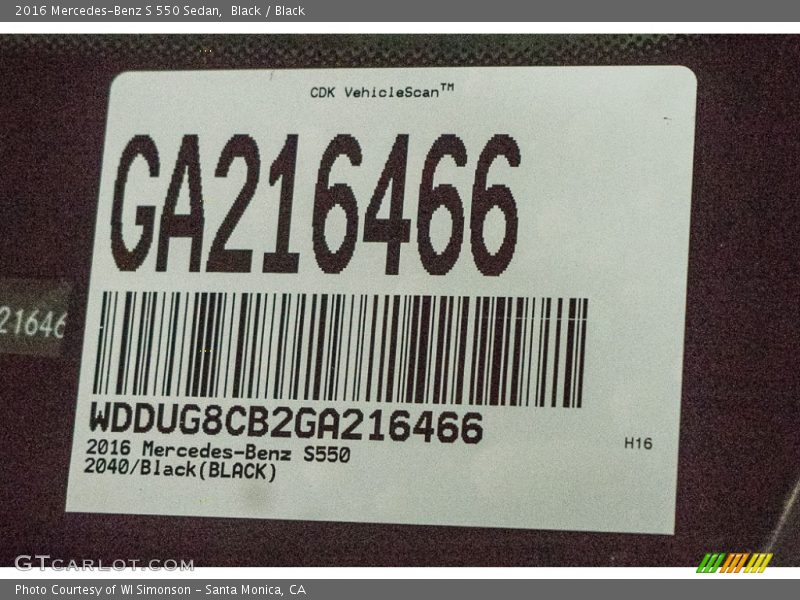 2016 Mercedes-Benz S 550 Sedan, Black / Black
CDK VehicleScan™
GA216466
21646
WDDUG8CB2GA216466
2016 Mercedes-Benz S550
2040/Black(BLACK)
H16
GTCARLOT.COM
Photo Courtesy of WI Simonson - Santa Monica, CA